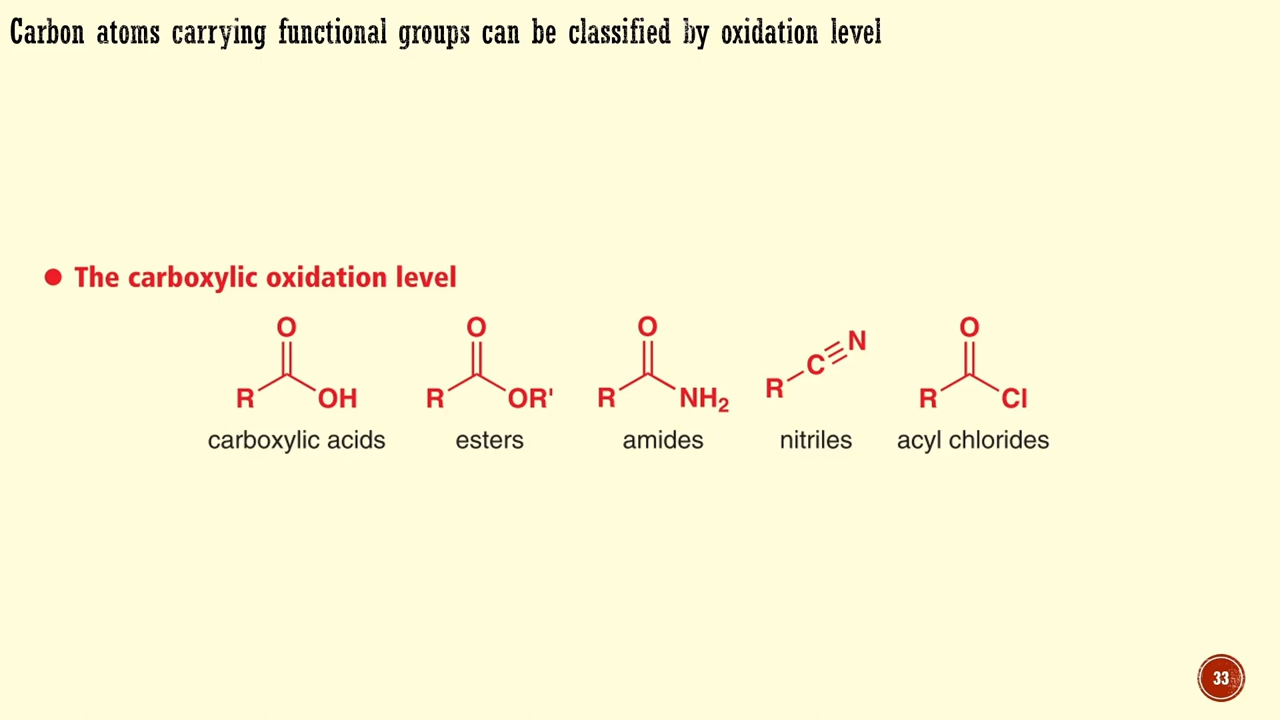 Carbon atoms carrying functional groups can be classified by oxidation level
● The carboxylic oxidation level
O O O N O
C
R OH R OR' R NH₂ R R Cl
carboxylic acids esters amides nitriles acyl chlorides
33